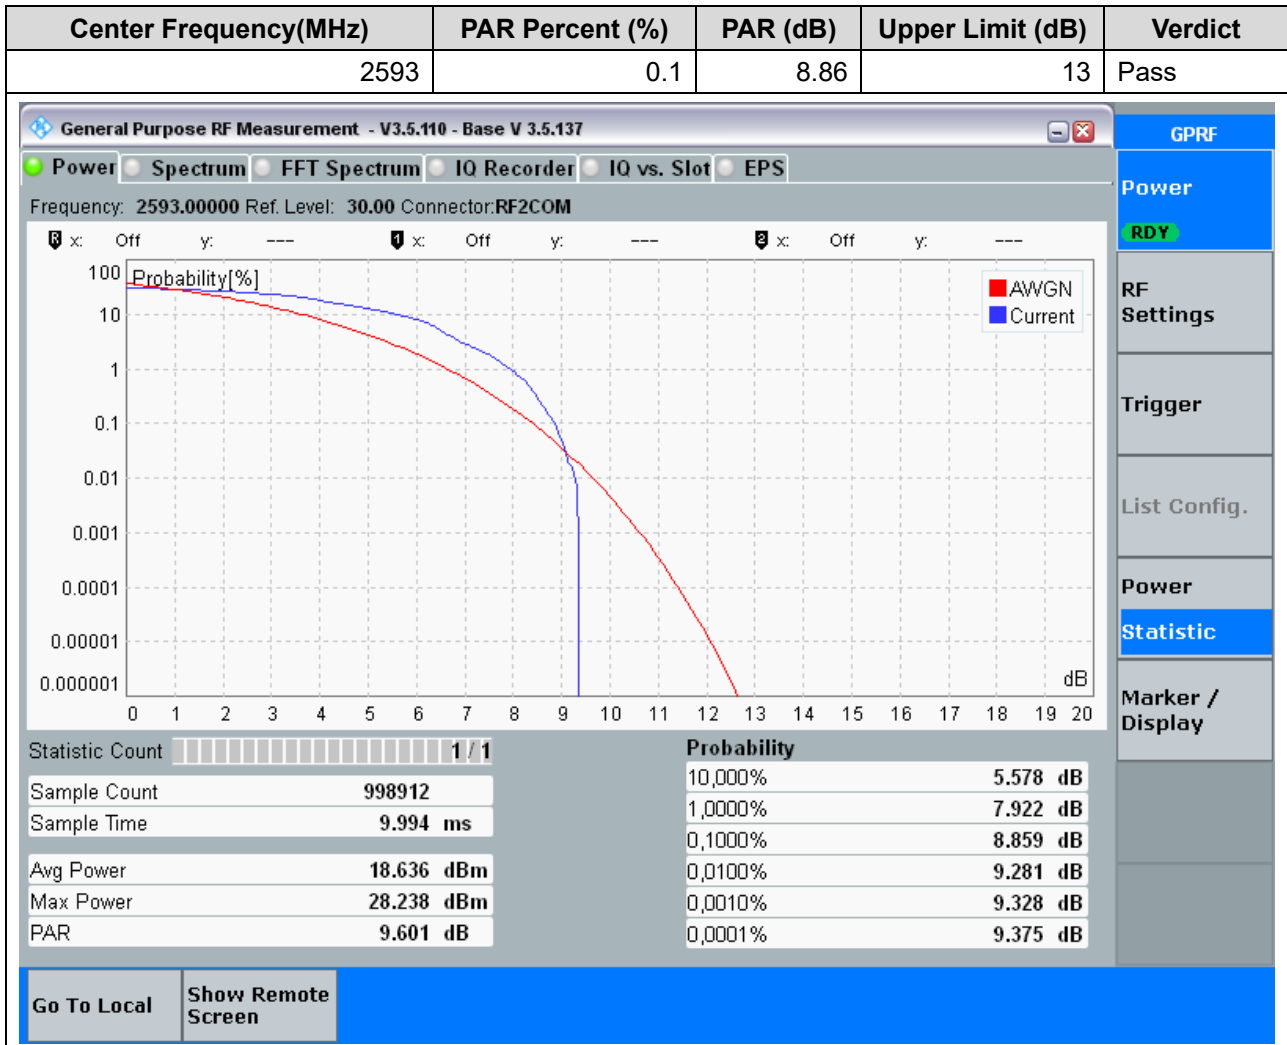 Center Frequency(MHz) PAR Percent (%) PAR (dB) Upper Limit (dB) Verdict
2593 0.1 8.86 13 Pass
General Purpose RF Measurement - V3.5.110 - Base V 3.5.137
GPRF
Power Spectrum FFT Spectrum IQ Recorder IQ vs. Slot EPS
Frequency: 2593.00000 Ref. Level: 30.00 Connector:RF2COM
R x: Off y: --- 1 x: Off y: --- 2 x: Off y: ---
Probability[%]
AWGN
Current
100
10
1
0.1
0.01
0.001
0.0001
0.00001
0.000001
dB
0 1 2 3 4 5 6 7 8 9 10 11 12 13 14 15 16 17 18 19 20
Power
RDY
RF
Settings
Trigger
List Config.
Power
Statistic
Marker /
Display
Statistic Count 1 / 1
Sample Count 998912
Sample Time 9.994 ms
Avg Power 18.636 dBm
Max Power 28.238 dBm
PAR 9.601 dB
Probability
10,000% 5.578 dB
1,0000% 7.922 dB
0,1000% 8.859 dB
0,0100% 9.281 dB
0,0010% 9.328 dB
0,0001% 9.375 dB
Go To Local
Show Remote
Screen